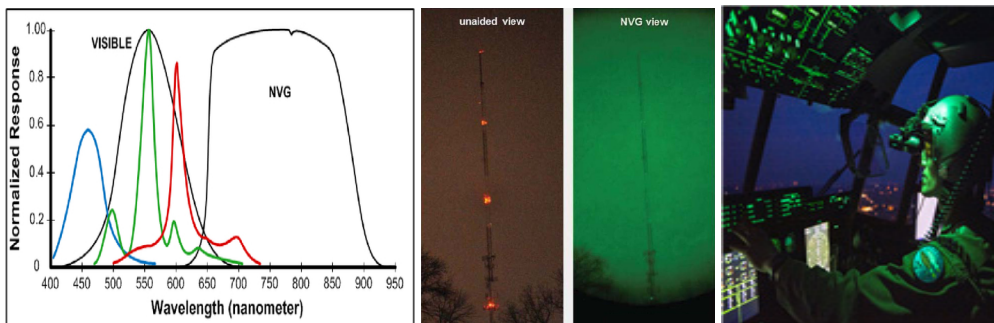 Normalized Response
1.00
0.8
0.6
0.4
0.2
0
VISIBLE
NVG
400 450 500 550 600 650 700 750 800 850 900 950
Wavelength (nanometer)
unaided view
NVG view